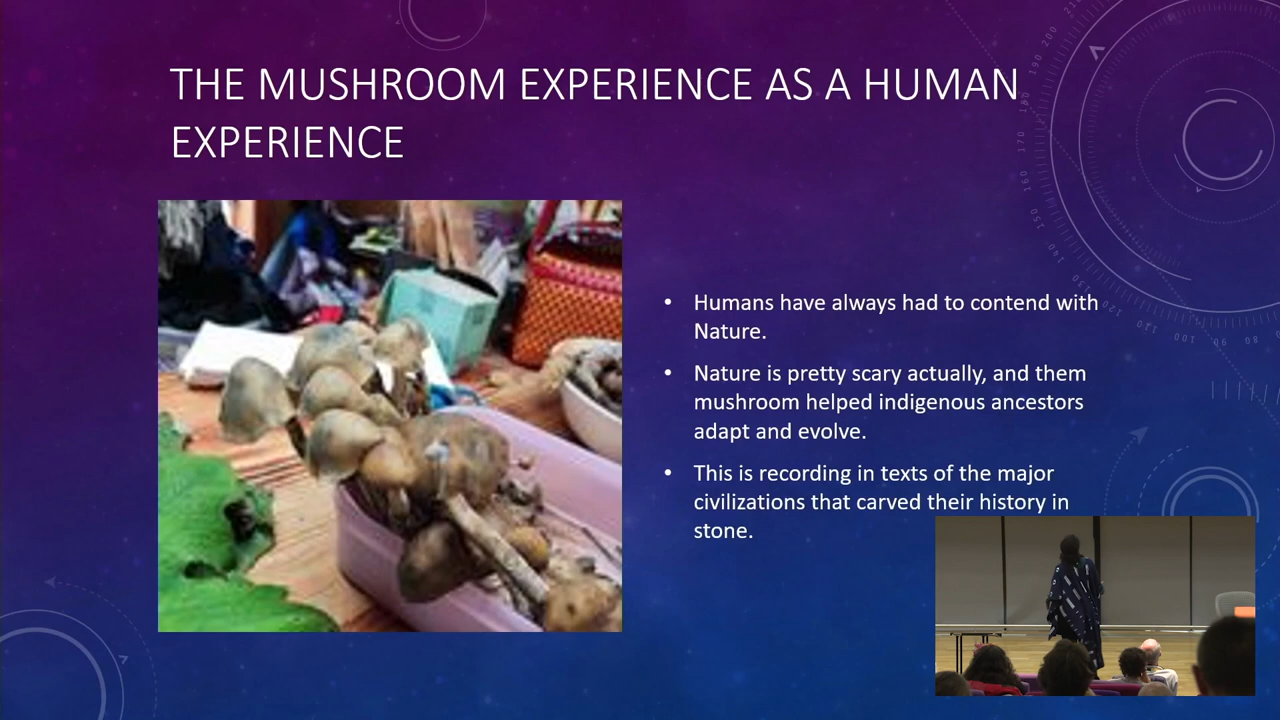 THE MUSHROOM EXPERIENCE AS A HUMAN
EXPERIENCE
• Humans have always had to contend with
Nature.
• Nature is pretty scary actually, and them
mushroom helped indigenous ancestors
adapt and evolve.
• This is recording in texts of the major
civilizations that carved their history in
stone.